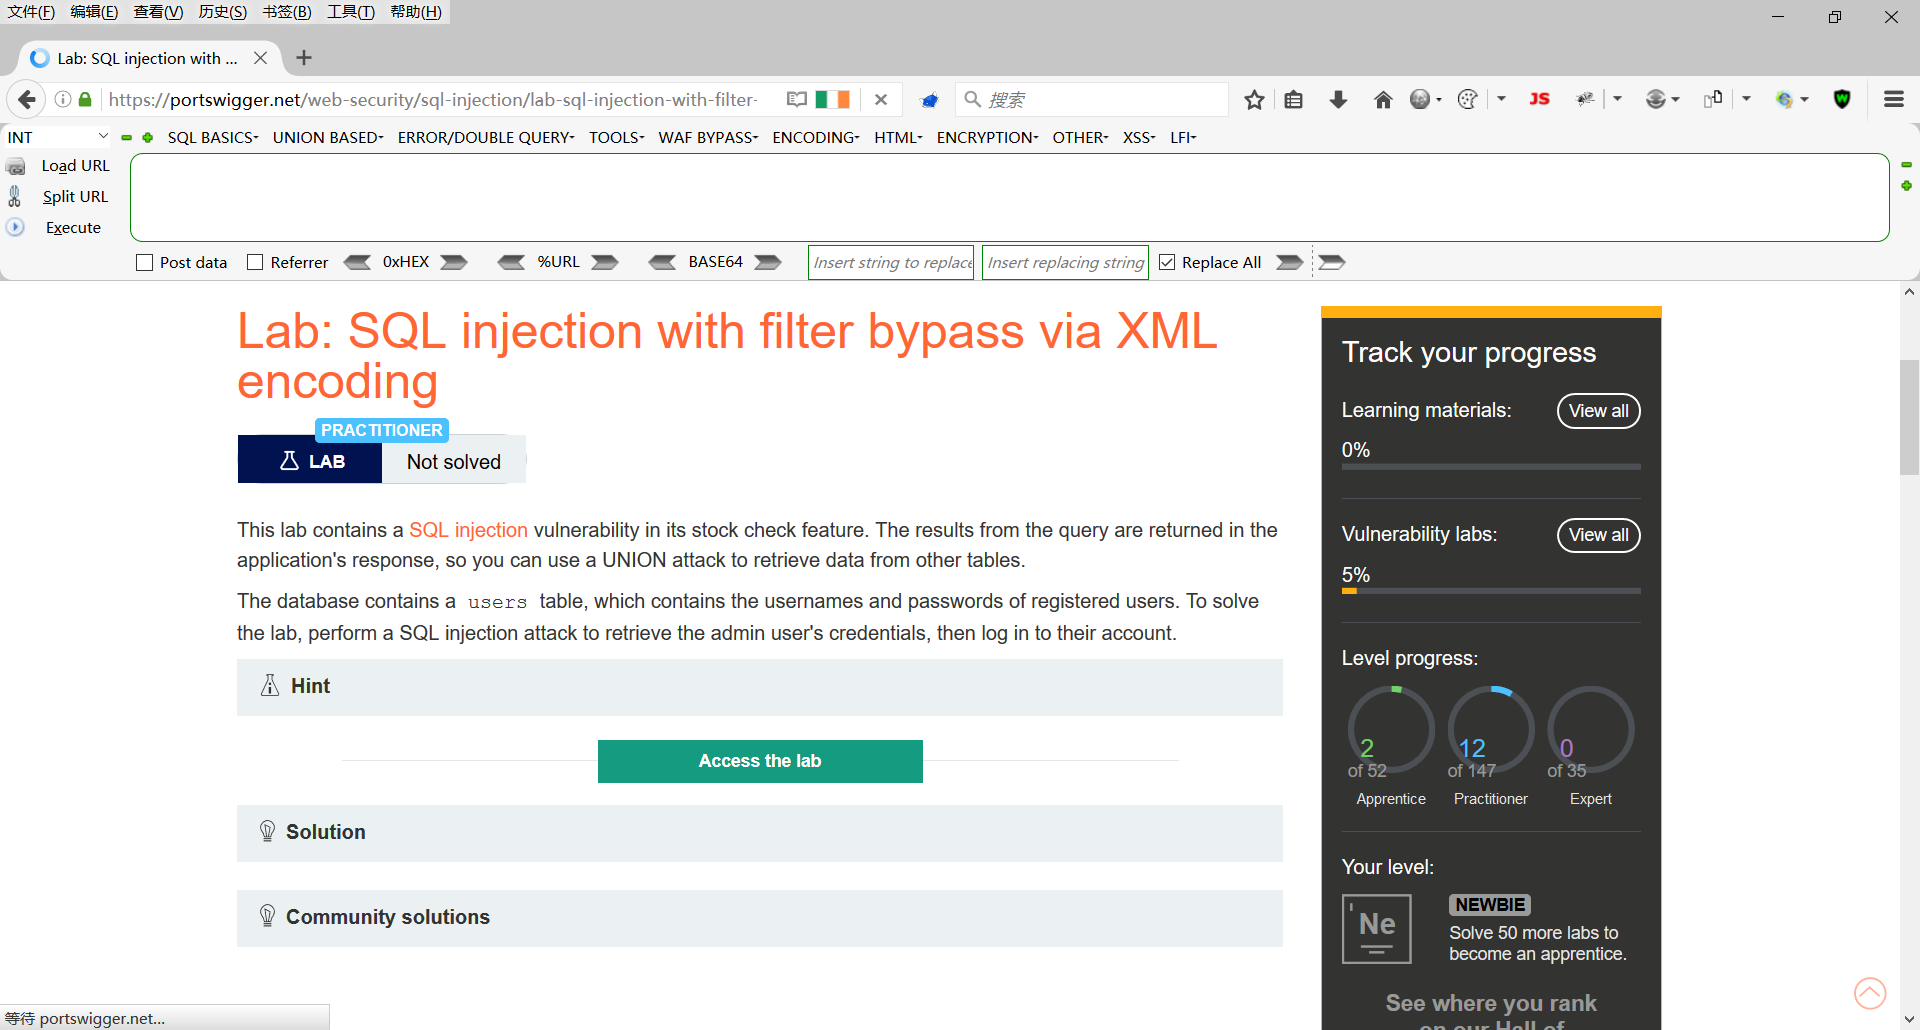 文件(F) 编辑(E) 查看(V) 历史(S) 书签(B) 工具(T) 帮助(H)
Lab: SQL injection with ...
https://portswigger.net/web-security/sql-injection/lab-sql-injection-with-filter-
搜索
JS
INT
SQL BASICS UNION BASED ERROR/DOUBLE QUERY TOOLS WAF BYPASS ENCODING HTML ENCRYPTION OTHER XSS LFI
Load URL
Split URL
Execute
Post data Referrer 0xHEX %URL BASE64 Insert string to replace Insert replacing string Replace All
Lab: SQL injection with filter bypass via XML
encoding
PRACTITIONER
LAB Not solved
This lab contains a SQL injection vulnerability in its stock check feature. The results from the query are returned in the
application's response, so you can use a UNION attack to retrieve data from other tables.
The database contains a users table, which contains the usernames and passwords of registered users. To solve
the lab, perform a SQL injection attack to retrieve the admin user's credentials, then log in to their account.
Hint
Access the lab
Solution
Community solutions
Track your progress
Learning materials: View all
0%
Vulnerability labs: View all
5%
Level progress:
2 12 0
of 52 of 147 of 35
Apprentice Practitioner Expert
Your level:
Ne
NEWBIE
Solve 50 more labs to
become an apprentice.
See where you rank
on our Hall of
等待 portswigger.net...